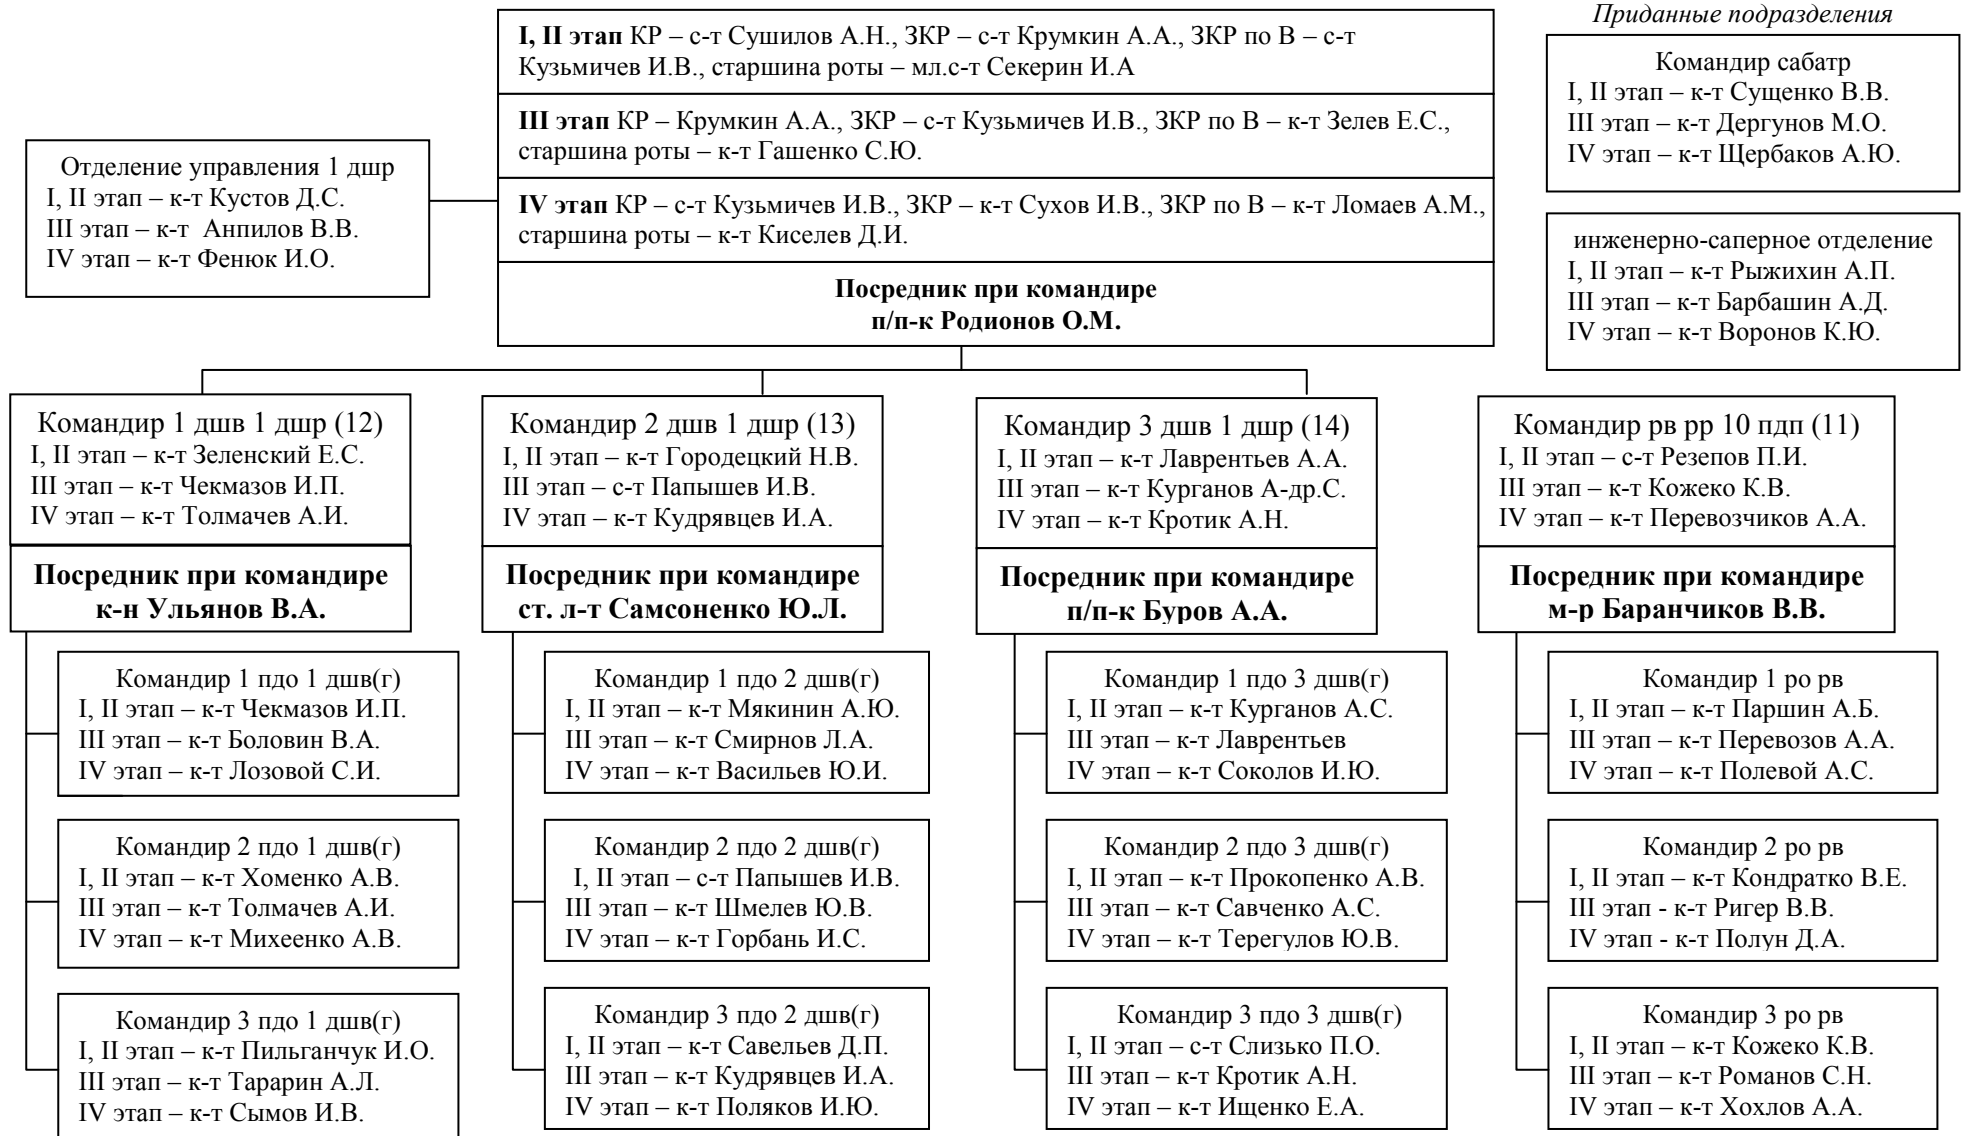 Приданные подразделения
I, II этап КР – с-т Сушилов А.Н., ЗКР – с-т Крумкин А.А., ЗКР по В – с-т
Кузьмичев И.В., старшина роты – мл.с-т Секерин И.А
III этап КР – Крумкин А.А., ЗКР – с-т Кузьмичев И.В., ЗКР по В – к-т Зелев Е.С.,
старшина роты – к-т Гашенко С.Ю.
IV этап КР – с-т Кузьмичев И.В., ЗКР – к-т Сухов И.В., ЗКР по В – к-т Ломаев А.М.,
старшина роты – к-т Киселев Д.И.
Посредник при командире
п/п-к Родионов О.М.
Командир сабатр
I, II этап – к-т Сущенко В.В.
III этап – к-т Дергунов М.О.
IV этап – к-т Щербаков А.Ю.
Отделение управления 1 дшр
I, II этап – к-т Кустов Д.С.
III этап – к-т Анпилов В.В.
IV этап – к-т Фенюк И.О.
инженерно-саперное отделение
I, II этап – к-т Рыжихин А.П.
III этап – к-т Барбашин А.Д.
IV этап – к-т Воронов К.Ю.
Командир 1 дшв 1 дшр (12)
I, II этап – к-т Зеленский Е.С.
III этап – к-т Чекмазов И.П.
IV этап – к-т Толмачев А.И.
Посредник при командире
к-н Ульянов В.А.
Командир 2 дшв 1 дшр (13)
I, II этап – к-т Городецкий Н.В.
III этап – с-т Папышев И.В.
IV этап – к-т Кудрявцев И.А.
Посредник при командире
ст. л-т Самсоненко Ю.Л.
Командир 3 дшв 1 дшр (14)
I, II этап – к-т Лаврентьев А.А.
III этап – к-т Курганов А-др.С.
IV этап – к-т Кротик А.Н.
Посредник при командире
п/п-к Буров А.А.
Командир рв рр 10 пдп (11)
I, II этап – с-т Резепов П.И.
III этап – к-т Кожеко К.В.
IV этап – к-т Перевозчиков А.А.
Посредник при командире
м-р Баранчиков В.В.
Командир 1 пдо 1 дшв(г)
I, II этап – к-т Чекмазов И.П.
III этап – к-т Боловин В.А.
IV этап – к-т Лозовой С.И.
Командир 1 пдо 2 дшв(г)
I, II этап – к-т Мякинин А.Ю.
III этап – к-т Смирнов Л.А.
IV этап – к-т Васильев Ю.И.
Командир 1 пдо 3 дшв(г)
I, II этап – к-т Курганов А.С.
III этап – к-т Лаврентьев
IV этап – к-т Соколов И.Ю.
Командир 1 ро рв
I, II этап – к-т Паршин А.Б.
III этап – к-т Перевозов А.А.
IV этап – к-т Полевой А.С.
Командир 2 пдо 1 дшв(г)
I, II этап – к-т Хоменко А.В.
III этап – к-т Толмачев А.И.
IV этап – к-т Михеенко А.В.
Командир 2 пдо 2 дшв(г)
I, II этап – с-т Папышев И.В.
III этап – к-т Шмелев Ю.В.
IV этап – к-т Горбань И.С.
Командир 2 пдо 3 дшв(г)
I, II этап – к-т Прокопенко А.В.
III этап – к-т Савченко А.С.
IV этап – к-т Терегулов Ю.В.
Командир 2 ро рв
I, II этап – к-т Кондратко В.Е.
III этап - к-т Ригер В.В.
IV этап - к-т Полун Д.А.
Командир 3 пдо 1 дшв(г)
I, II этап – к-т Пильганчук И.О.
III этап – к-т Тарарин А.Л.
IV этап – к-т Сымов И.В.
Командир 3 пдо 2 дшв(г)
I, II этап – к-т Савельев Д.П.
III этап – к-т Кудрявцев И.А.
IV этап – к-т Поляков И.Ю.
Командир 3 пдо 3 дшв(г)
I, II этап – с-т Слизько П.О.
III этап – к-т Кротик А.Н.
IV этап – к-т Ищенко Е.А.
Командир 3 ро рв
I, II этап – к-т Кожеко К.В.
III этап – к-т Романов С.Н.
IV этап – к-т Хохлов А.А.